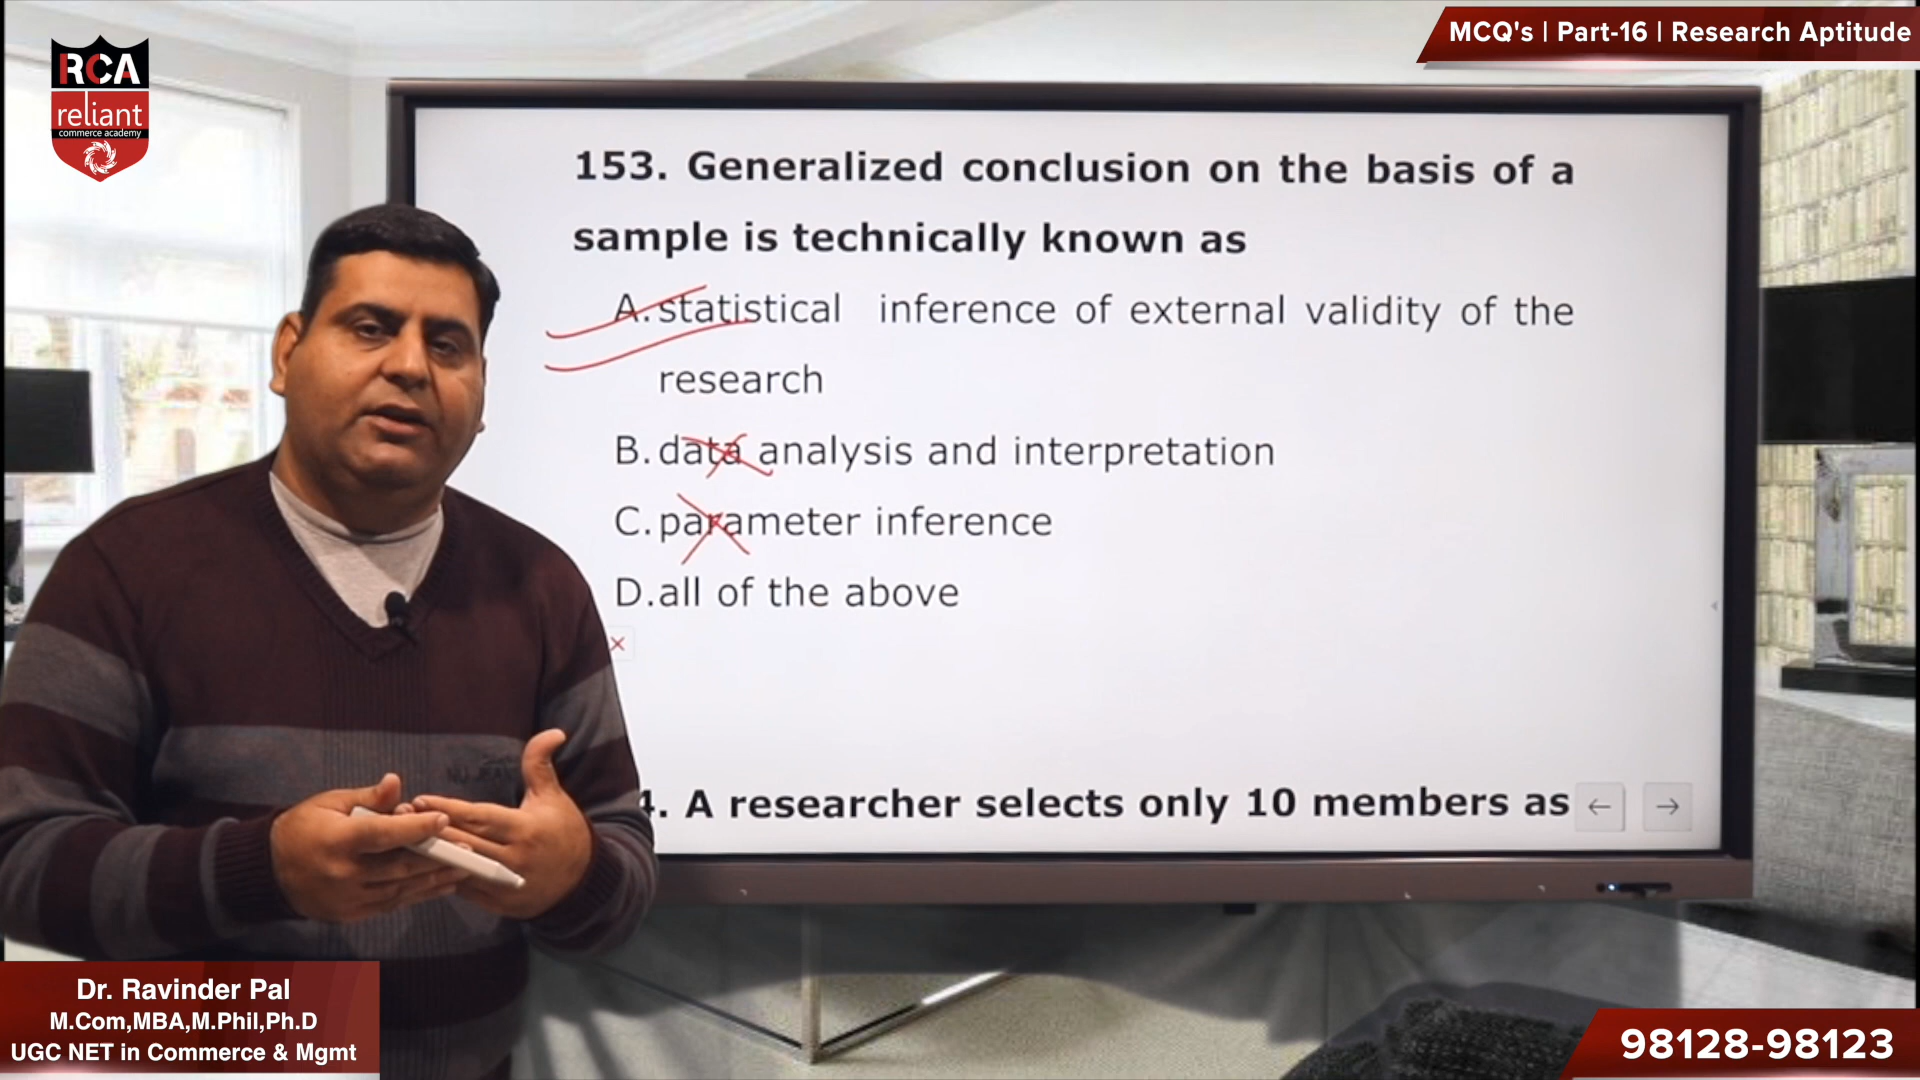 MCQ's | Part-16 | Research Aptitude
RCA
reliant
commerce academy
153. Generalized conclusion on the basis of a
sample is technically known as
A. statistical inference of external validity of the
research
B. data analysis and interpretation
C. parameter inference
D. all of the above
4. A researcher selects only 10 members as
Dr. Ravinder Pal
M.Com,MBA,M.Phil,Ph.D
UGC NET in Commerce & Mgmt
98128-98123